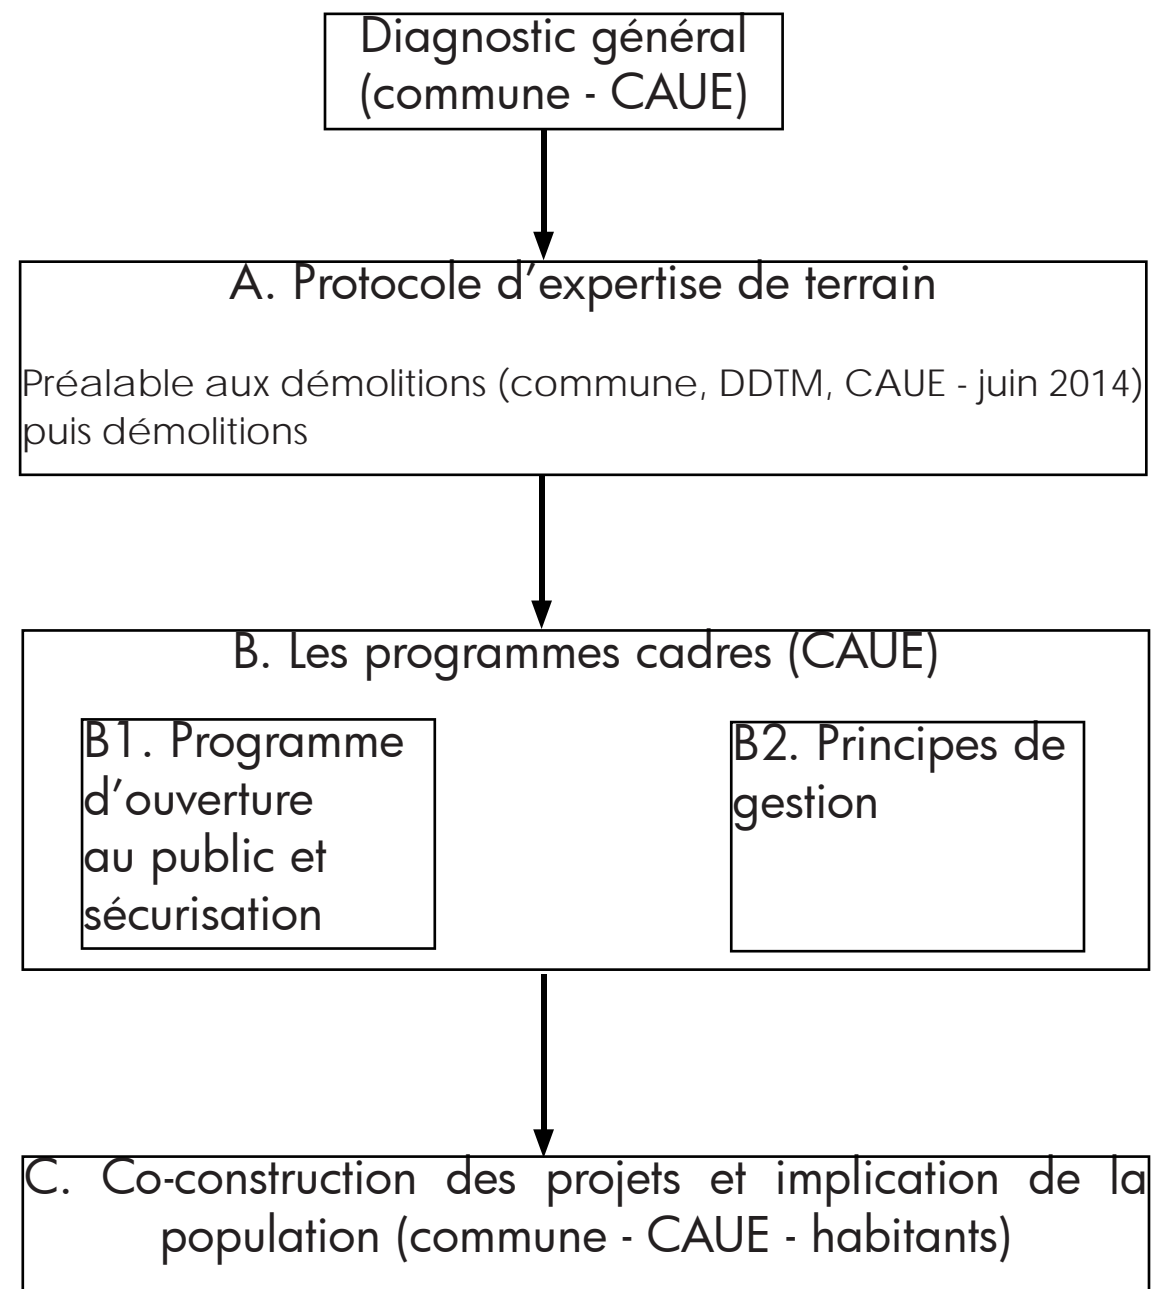 Diagnostic général
(commune - CAUE)
A. Protocole d'expertise de terrain
Préalable aux démolitions (commune, DDTM, CAUE - juin 2014)
puis démolitions
B. Les programmes cadres (CAUE)
B1. Programme
d'ouverture
au public et
sécurisation
B2. Principes de
gestion
C. Co-construction des projets et implication de la
population (commune - CAUE - habitants)